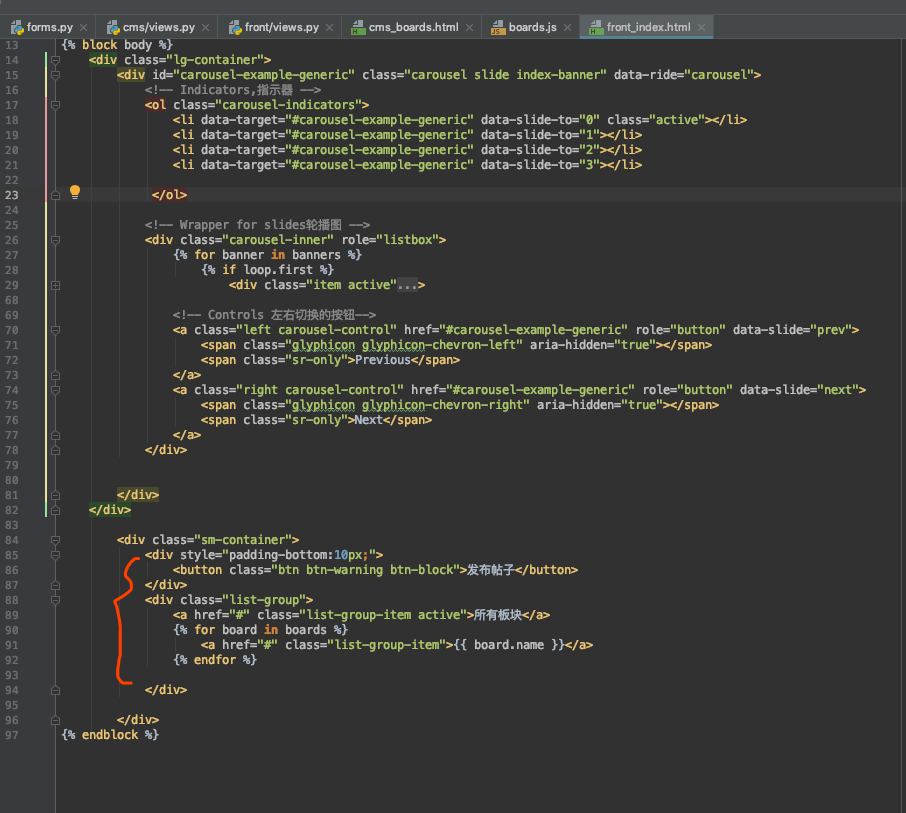 forms.py cms/views.py front/views.py cms_boards.html boards.js front_index.html
13 {% block body %}
14 <div class="lg-container">
15 <div id="carousel-example-generic" class="carousel slide index-banner" data-ride="carousel">
16 <!-- Indicators,指示器 -->
17 <ol class="carousel-indicators">
18 <li data-target="#carousel-example-generic" data-slide-to="0" class="active"></li>
19 <li data-target="#carousel-example-generic" data-slide-to="1"></li>
20 <li data-target="#carousel-example-generic" data-slide-to="2"></li>
21 <li data-target="#carousel-example-generic" data-slide-to="3"></li>
22
23 </ol>
24
25 <!-- Wrapper for slides轮播图 -->
26 <div class="carousel-inner" role="listbox">
27 {% for banner in banners %}
28 {% if loop.first %}
29 <div class="item active"...>
68
69 <!-- Controls 左右切换的按钮-->
70 <a class="left carousel-control" href="#carousel-example-generic" role="button" data-slide="prev">
71 <span class="glyphicon glyphicon-chevron-left" aria-hidden="true"></span>
72 <span class="sr-only">Previous</span>
73 </a>
74 <a class="right carousel-control" href="#carousel-example-generic" role="button" data-slide="next">
75 <span class="glyphicon glyphicon-chevron-right" aria-hidden="true"></span>
76 <span class="sr-only">Next</span>
77 </a>
78 </div>
79
80
81 </div>
82 </div>
83
84 <div class="sm-container">
85 <div style="padding-bottom:10px;">
86 <button class="btn btn-warning btn-block">发布帖子</button>
87 </div>
88 <div class="list-group">
89 <a href="#" class="list-group-item active">所有板块</a>
90 {% for board in boards %}
91 <a href="#" class="list-group-item">{{ board.name }}</a>
92 {% endfor %}
93
94 </div>
95
96 </div>
97 {% endblock %}